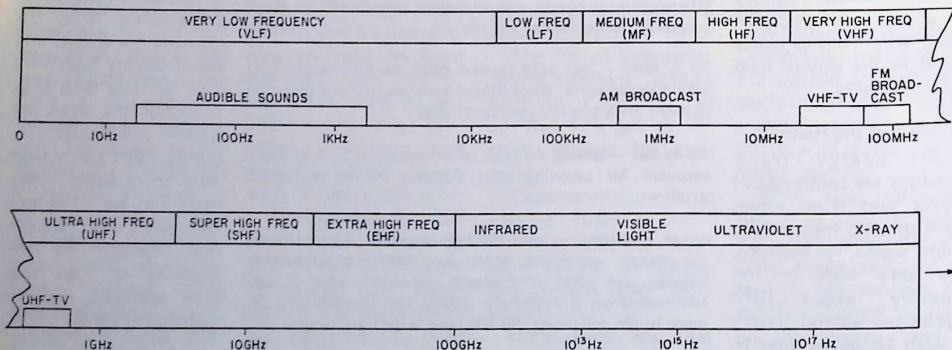 VERY LOW FREQUENCY
(VLF)
LOW FREQ
(LF)
MEDIUM FREQ
(MF)
HIGH FREQ
(HF)
VERY HIGH FREQ
(VHF)
AUDIBLE SOUNDS
AM BROADCAST
VHF-TV
FM
BROAD-
CAST
0 10Hz 100Hz 1KHz 10KHz 100KHz 1MHz 10MHz 100MHz
ULTRA HIGH FREQ
(UHF)
SUPER HIGH FREQ
(SHF)
EXTRA HIGH FREQ
(EHF)
INFRARED
VISIBLE
LIGHT
ULTRAVIOLET
X-RAY
UHF-TV
1GHz 10GHz 100GHz 10¹³Hz 10¹⁵Hz 10¹⁷Hz